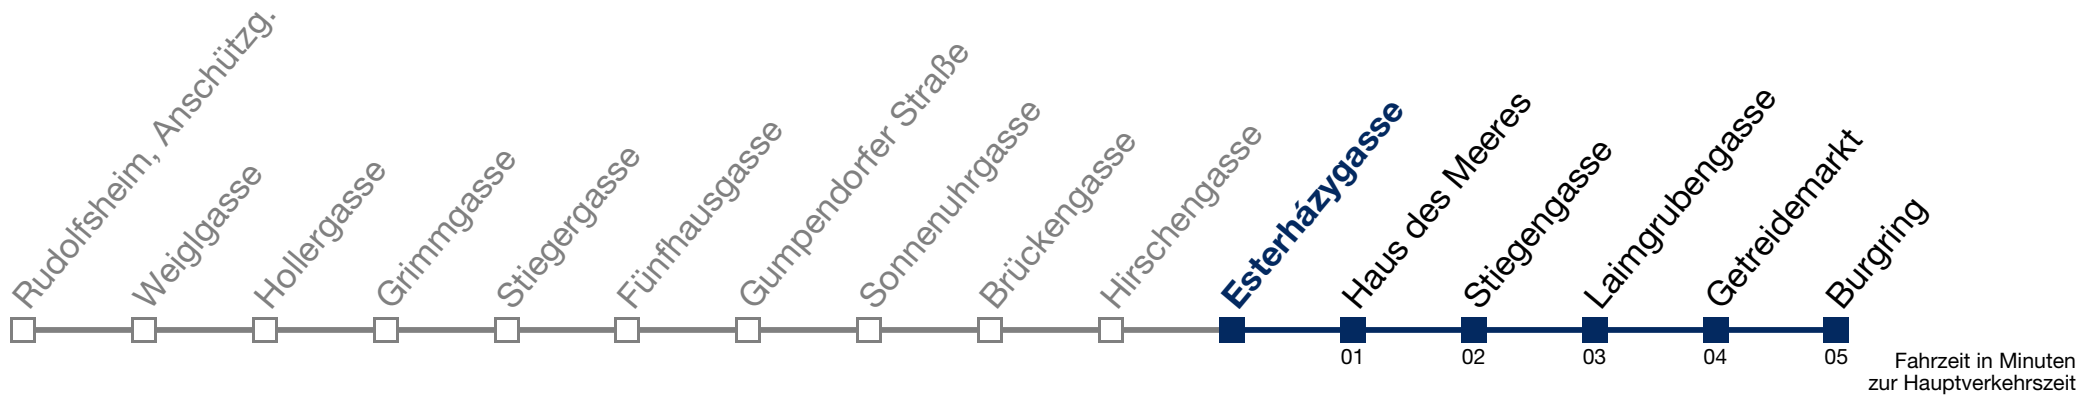 Rudolfsheim, Anschützg.
Weiglgasse
Hollergasse
Grimmgasse
Stiegergasse
Fünfhausgasse
Gumpendorfer Straße
Sonnenuhrgasse
Brückengasse
Hirschengasse
Esterházygasse
Haus des Meeres
Stiegengasse
Laimgrubengasse
Getreidemarkt
Burgring
01
02
03
04
05
Fahrzeit in Minuten
zur Hauptverkehrszeit